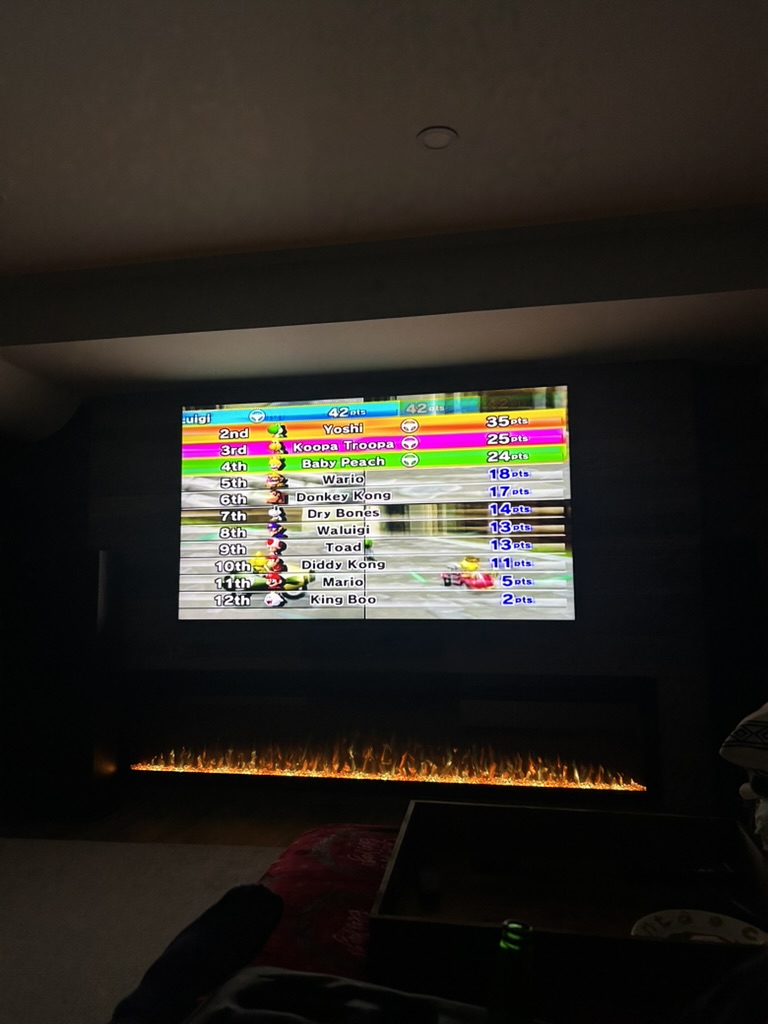 uigi 42pts 42
2nd Yoshi 35pts
3rd Koopa Troopa 25pts
4th Baby Peach 24pts
5th Wario 18pts
6th Donkey Kong 17pts
7th Dry Bones 14pts
8th Waluigi 13pts
9th Toad 13pts
10th Diddy Kong 11pts
11th Mario 5pts
12th King Boo 2pts